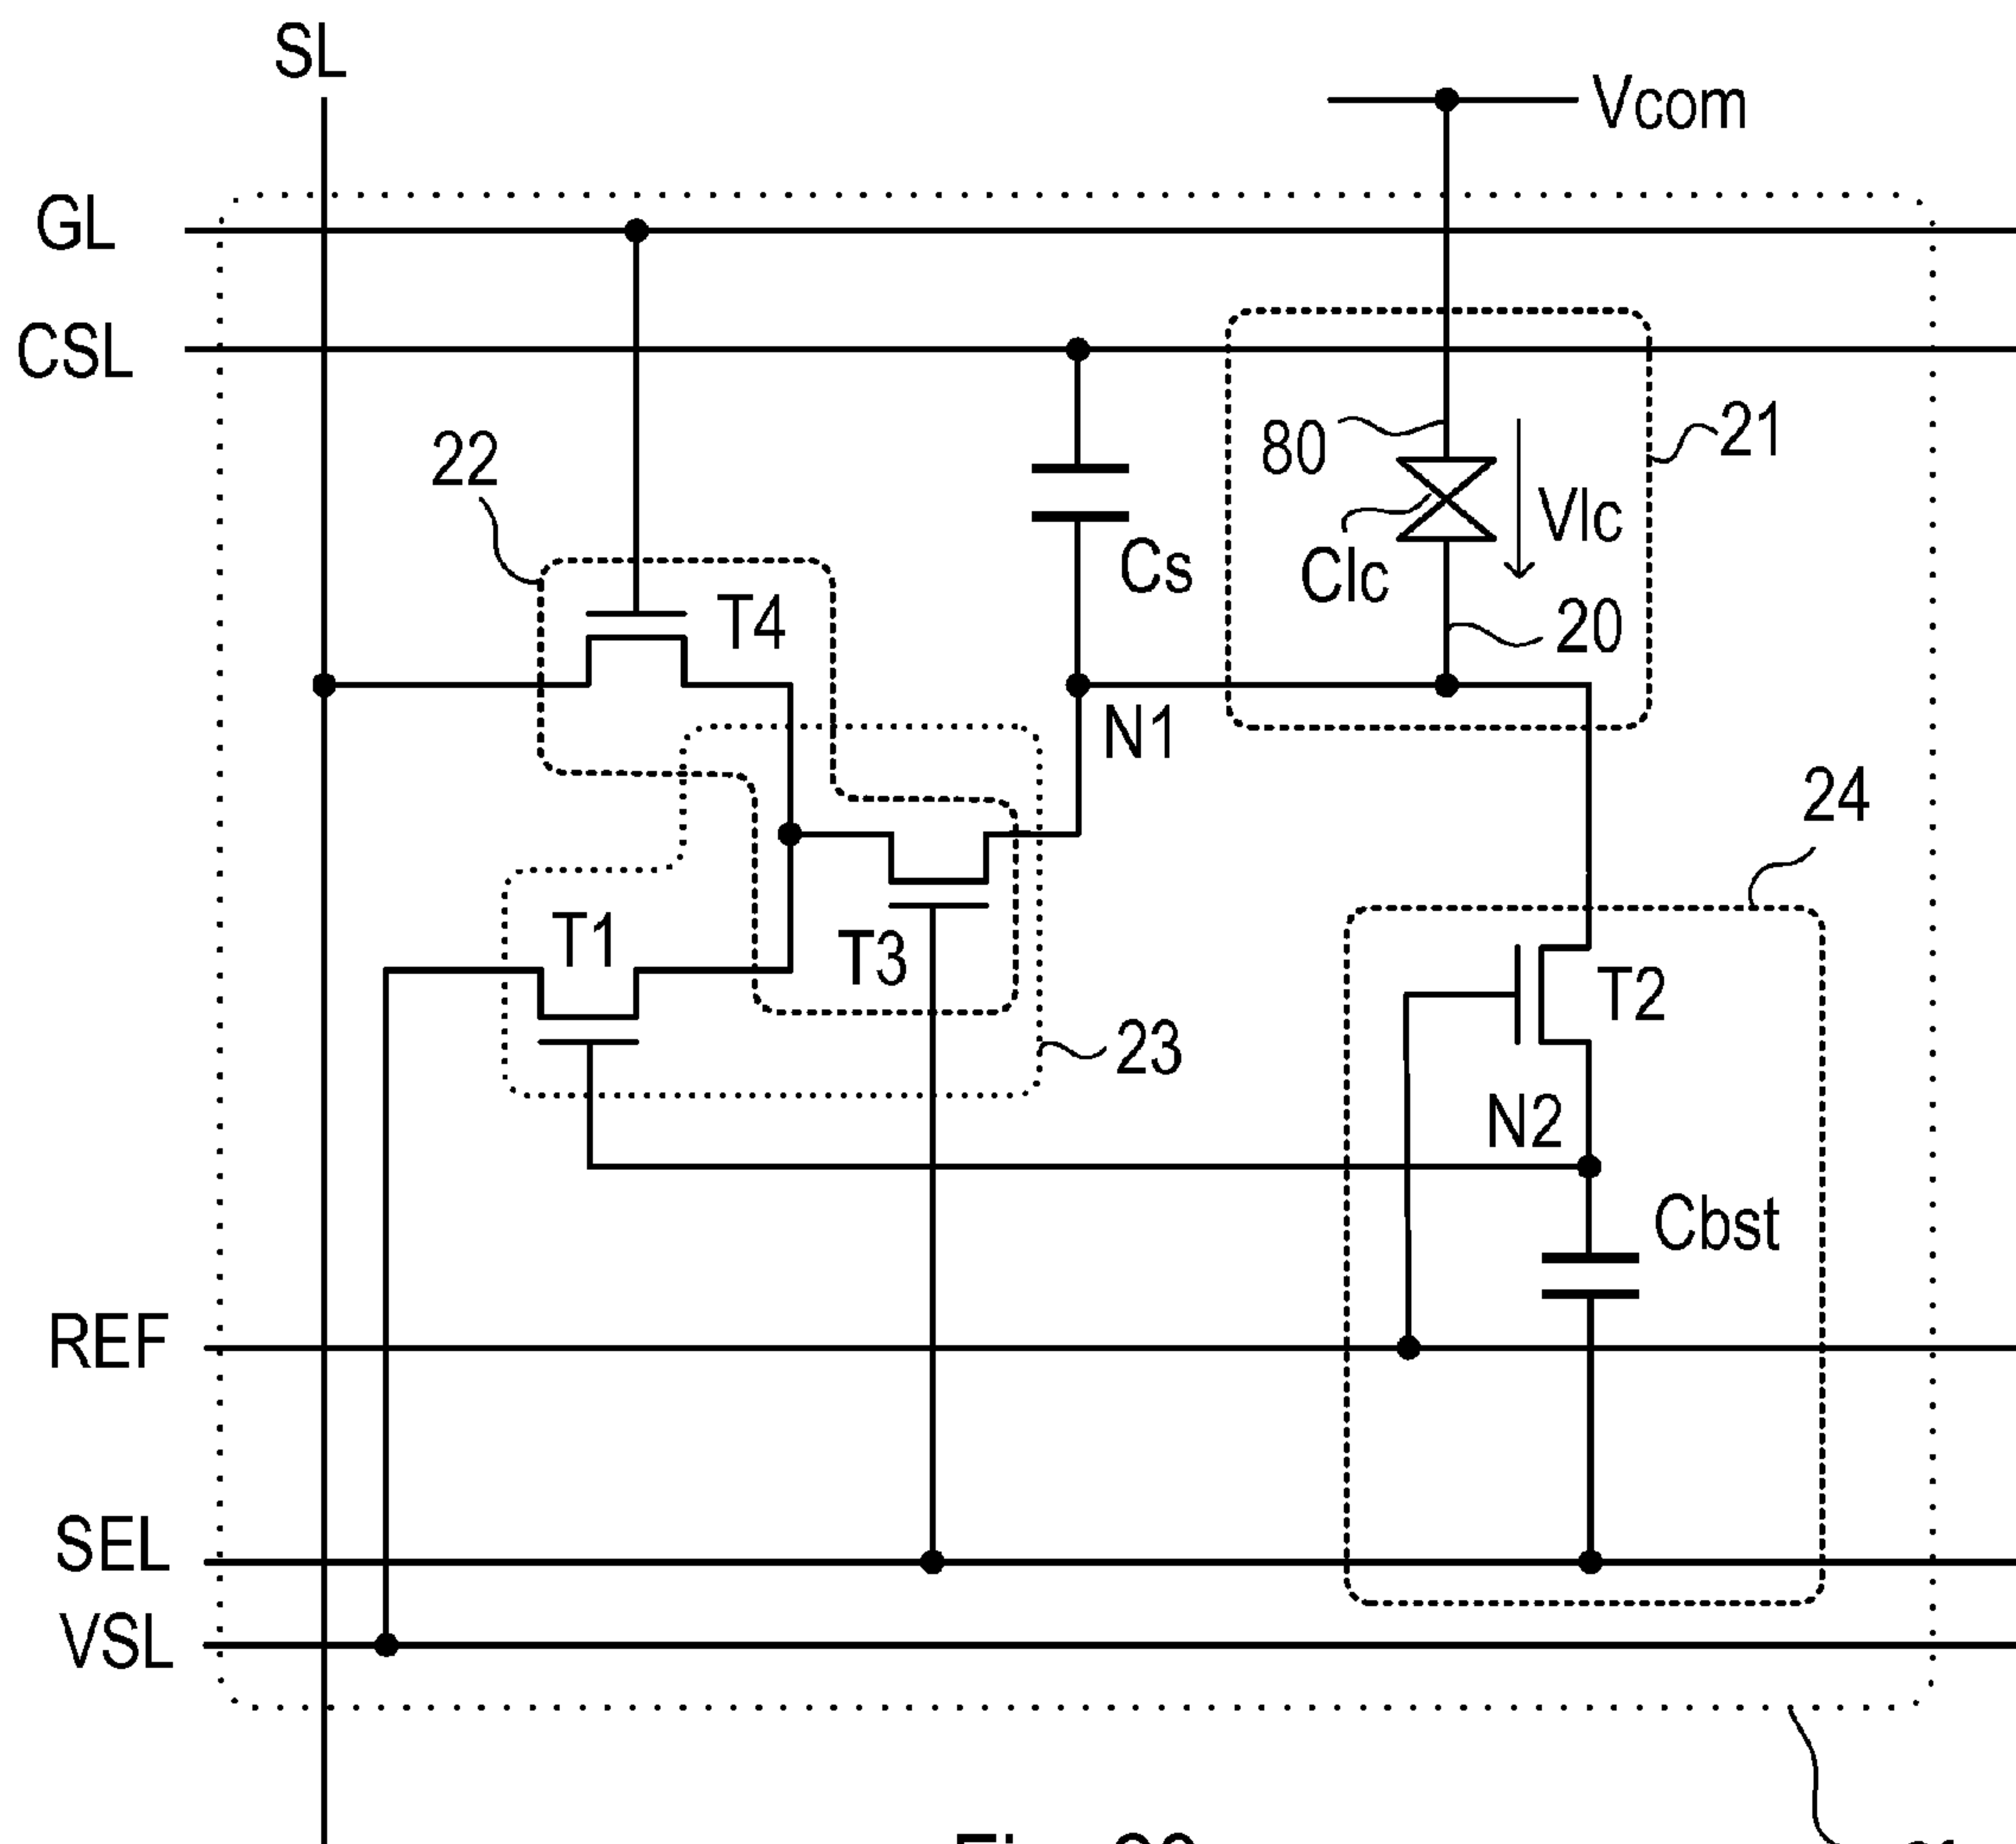 SL
Vcom
GL
CSL
22
80
21
Vlc
Cs
Clc
20
T4
N1
24
T1
T3
T2
23
N2
Cbst
REF
SEL
VSL